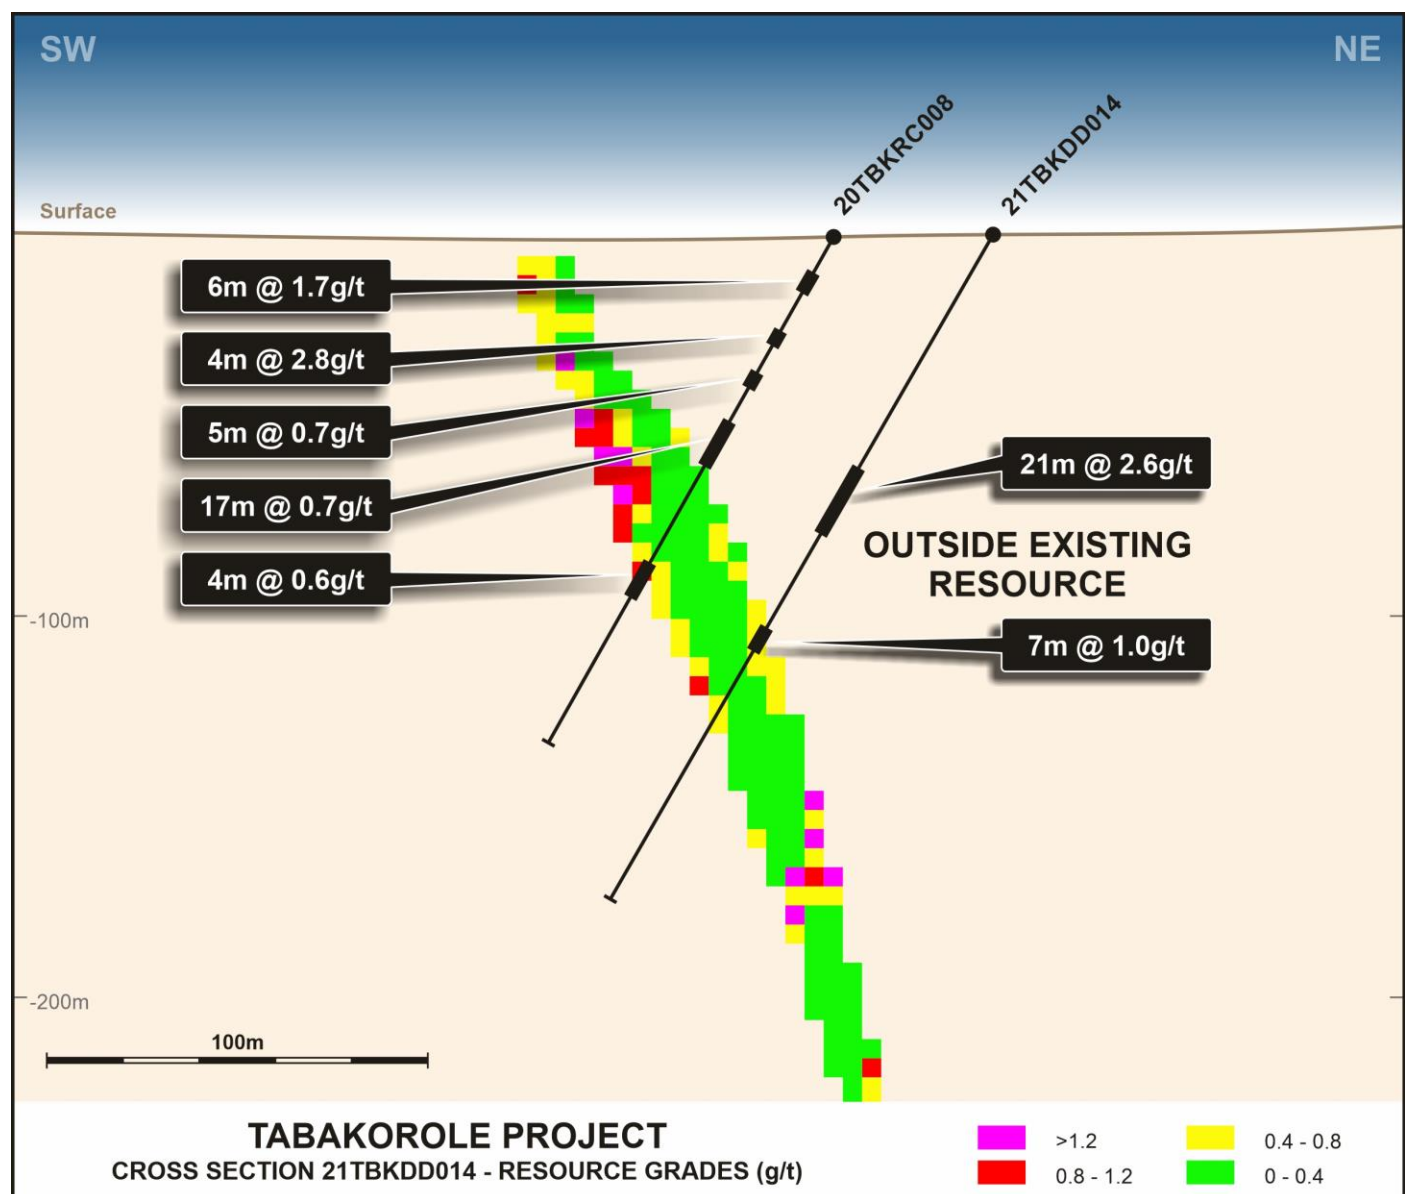 SW
NE
20TBKRC008
21TBKDD014
Surface
6m @ 1.7g/t
4m @ 2.8g/t
5m @ 0.7g/t
17m @ 0.7g/t
4m @ 0.6g/t
21m @ 2.6g/t
OUTSIDE EXISTING
RESOURCE
7m @ 1.0g/t
-100m
-200m
100m
TABAKOROLE PROJECT
CROSS SECTION 21TBKDD014 - RESOURCE GRADES (g/t)
>1.2
0.4 - 0.8
0.8 - 1.2
0 - 0.4